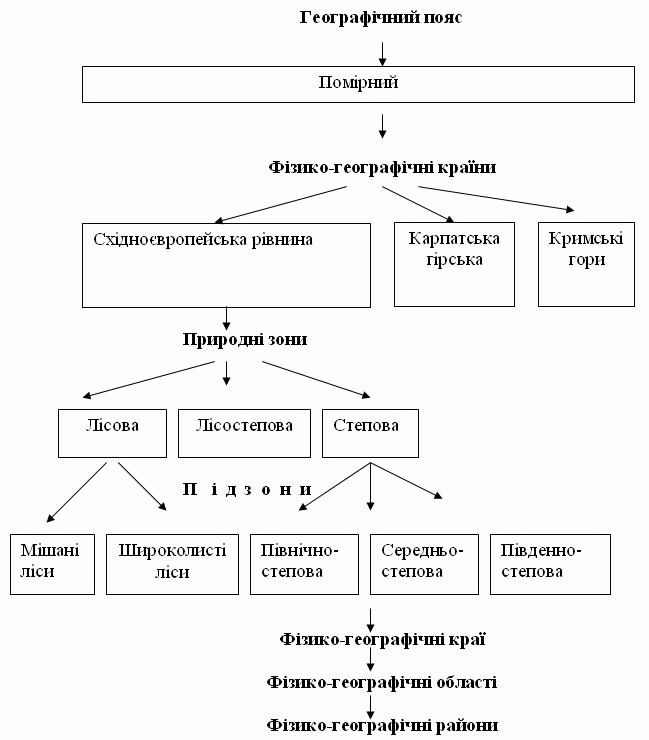 Географічний пояс
Помірний
Фізико-географічні країни
Східноєвропейська рівнина
Карпатська
гірська
Кримські
гори
Природні зони
Лісова
Лісостепова
Степова
П і д з о н и
Мішані
ліси
Широколисті
ліси
Північно-
степова
Середньо-
степова
Південно-
степова
Фізико-географічні краї
Фізико-географічні області
Фізико-географічні райони